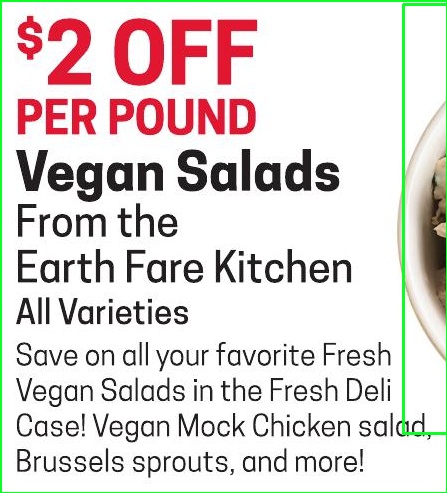 $2 OFF
PER POUND
Vegan Salads
From the
Earth Fare Kitchen
All Varieties
Save on all your favorite Fresh
Vegan Salads in the Fresh Deli
Case! Vegan Mock Chicken salad,
Brussels sprouts, and more!